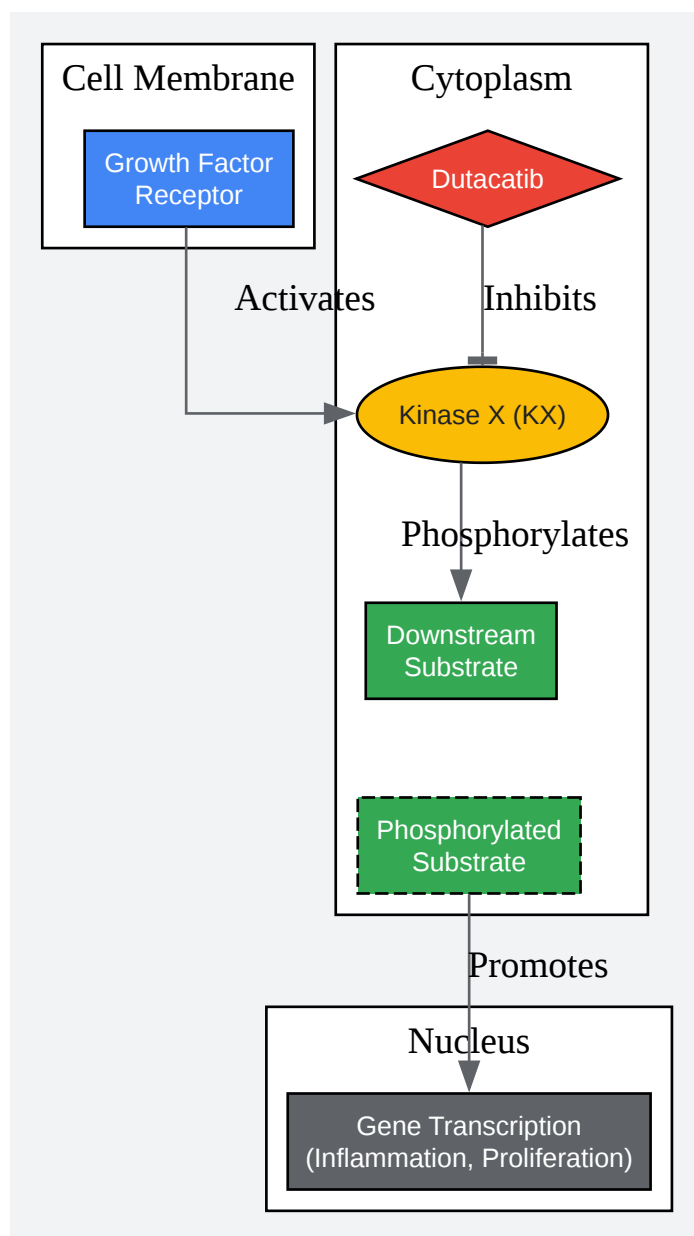 Cell Membrane
Cytoplasm
Growth Factor
Receptor
Dutacatib
Activates
Inhibits
Kinase X (KX)
Phosphorylates
Downstream
Substrate
Phosphorylated
Substrate
Promotes
Nucleus
Gene Transcription
(Inflammation, Proliferation)